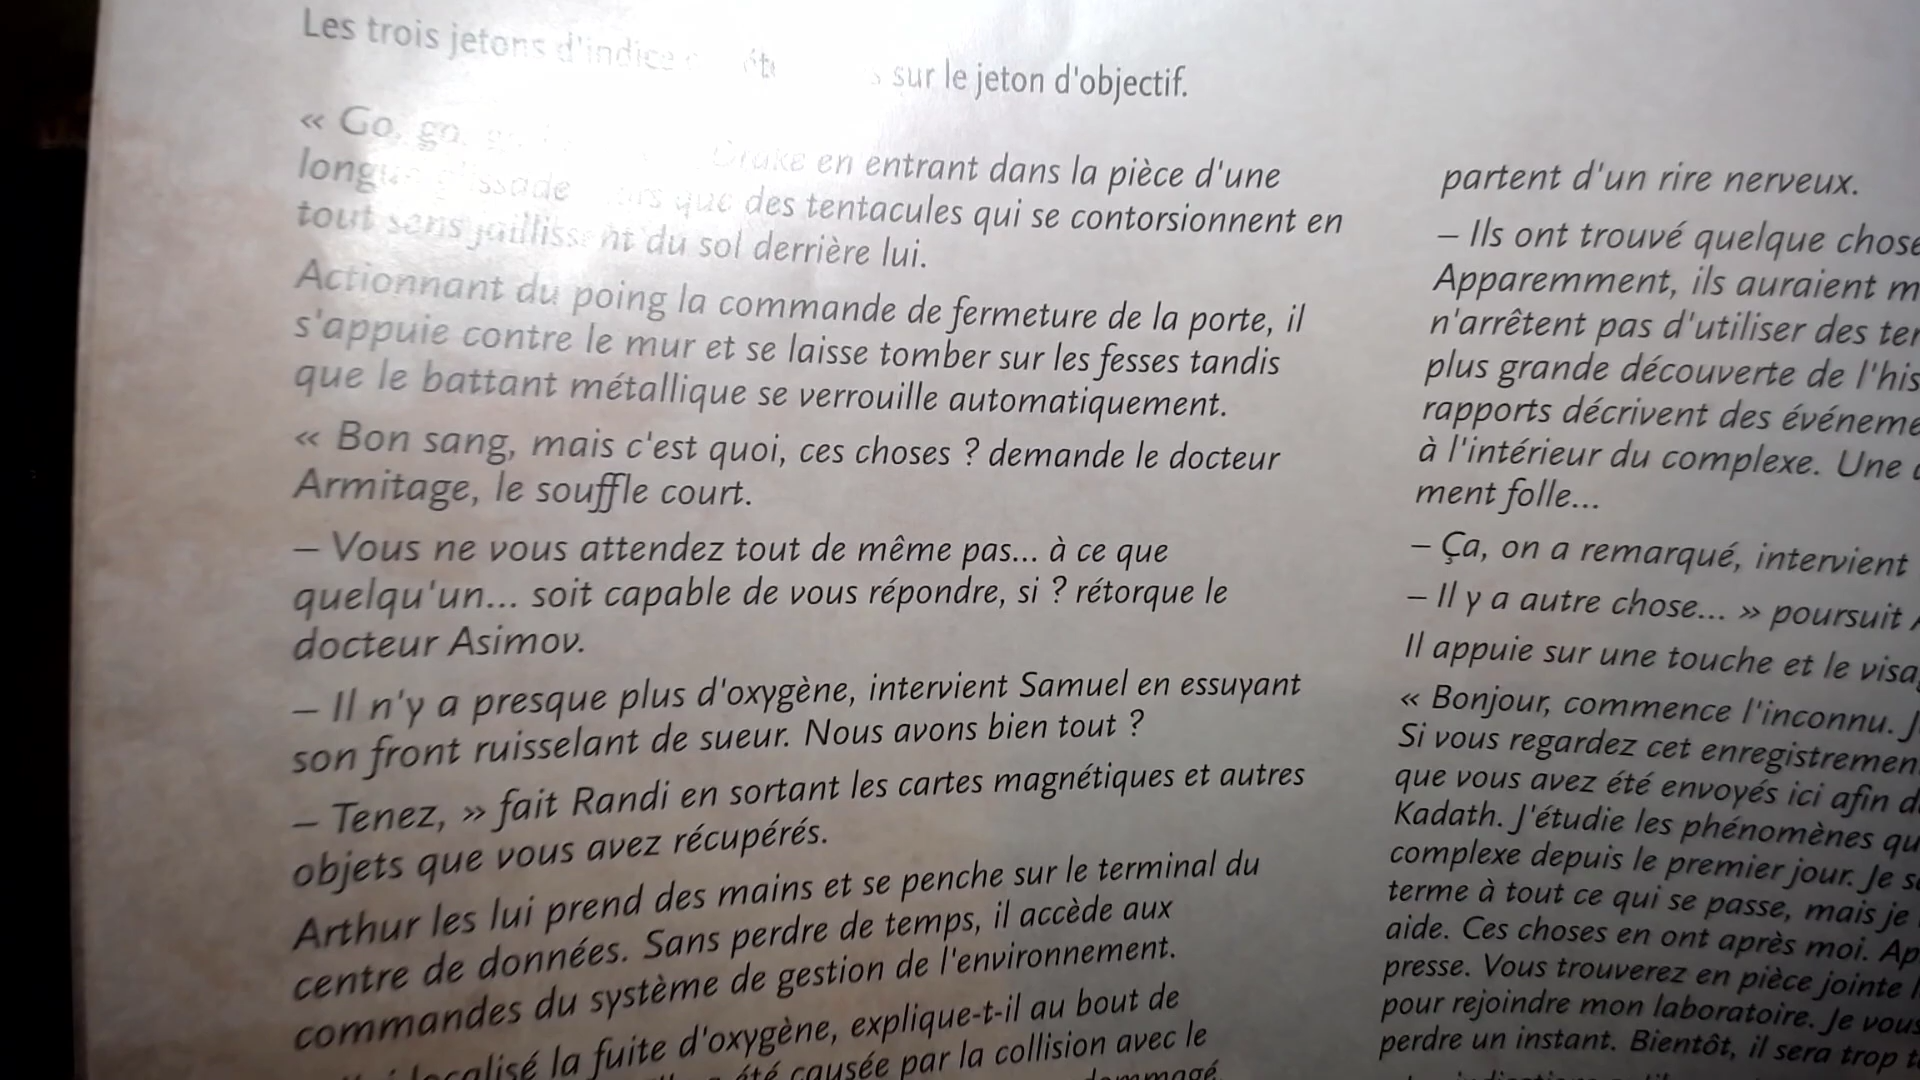 Les trois jetons d'indice sur le jeton d'objectif.
« Go, go, Drake en entrant dans la pièce d'une
longue glissade alors que des tentacules qui se contorsionnent en
tout sens jaillissent du sol derrière lui.
Actionnant du poing la commande de fermeture de la porte, il
s'appuie contre le mur et se laisse tomber sur les fesses tandis
que le battant métallique se verrouille automatiquement.
« Bon sang, mais c'est quoi, ces choses ? demande le docteur
Armitage, le souffle court.
– Vous ne vous attendez tout de même pas... à ce que
quelqu'un... soit capable de vous répondre, si ? rétorque le
docteur Asimov.
– Il n'y a presque plus d'oxygène, intervient Samuel en essuyant
son front ruisselant de sueur. Nous avons bien tout ?
– Tenez, » fait Randi en sortant les cartes magnétiques et autres
objets que vous avez récupérés.
Arthur les lui prend des mains et se penche sur le terminal du
centre de données. Sans perdre de temps, il accède aux
commandes du système de gestion de l'environnement.
localisé la fuite d'oxygène, explique-t-il au bout de
été causée par la collision avec le
partent d'un rire nerveux.
– Ils ont trouvé quelque chose
Apparemment, ils auraient m
n'arrêtent pas d'utiliser des ter
plus grande découverte de l'his
rapports décrivent des événeme
à l'intérieur du complexe. Une
ment folle...
– Ça, on a remarqué, intervient
– Il y a autre chose... » poursuit
Il appuie sur une touche et le visa
« Bonjour, commence l'inconnu. J
Si vous regardez cet enregistremen
que vous avez été envoyés ici afin d
Kadath. J'étudie les phénomènes qu
complexe depuis le premier jour. Je s
terme à tout ce qui se passe, mais je
aide. Ces choses en ont après moi. Ap
presse. Vous trouverez en pièce jointe l
pour rejoindre mon laboratoire. Je vous
perdre un instant. Bientôt, il sera trop t